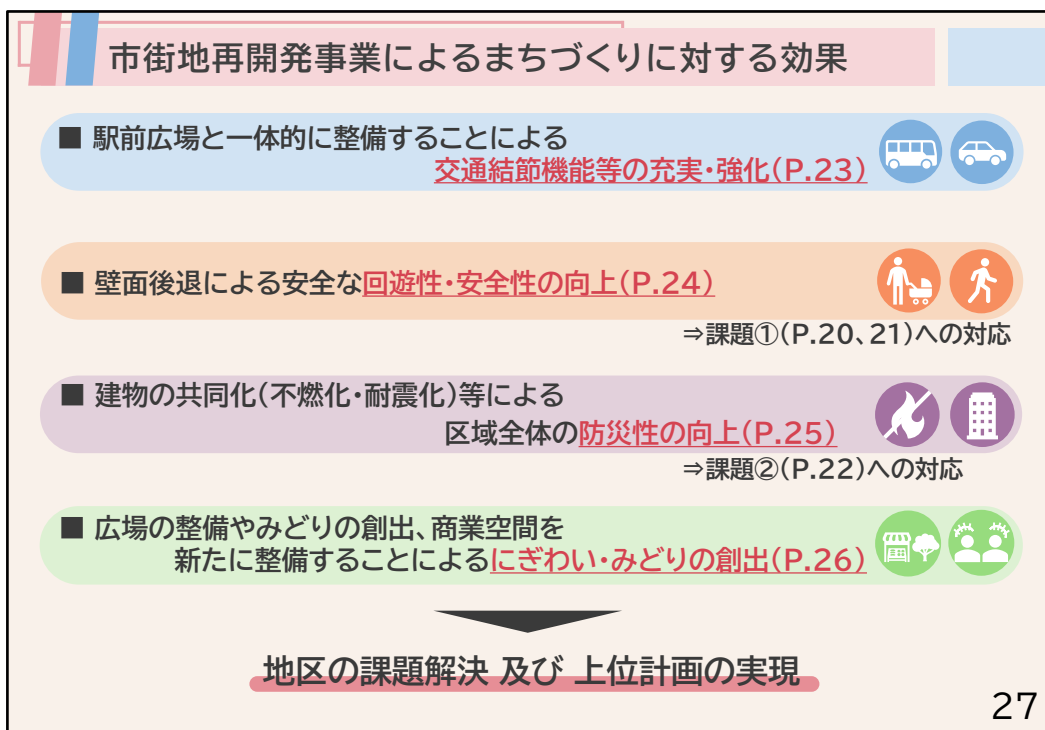 市街地再開発事業によるまちづくりに対する効果
■ 駅前広場と一体的に整備することによる
交通結節機能等の充実・強化(P.23)
■ 壁面後退による安全な回遊性・安全性の向上(P.24)
⇒課題①(P.20、21)への対応
■ 建物の共同化(不燃化・耐震化)等による
区域全体の防災性の向上(P.25)
⇒課題②(P.22)への対応
■ 広場の整備やみどりの創出、商業空間を
新たに整備することによるにぎわい・みどりの創出(P.26)
地区の課題解決 及び 上位計画の実現
27